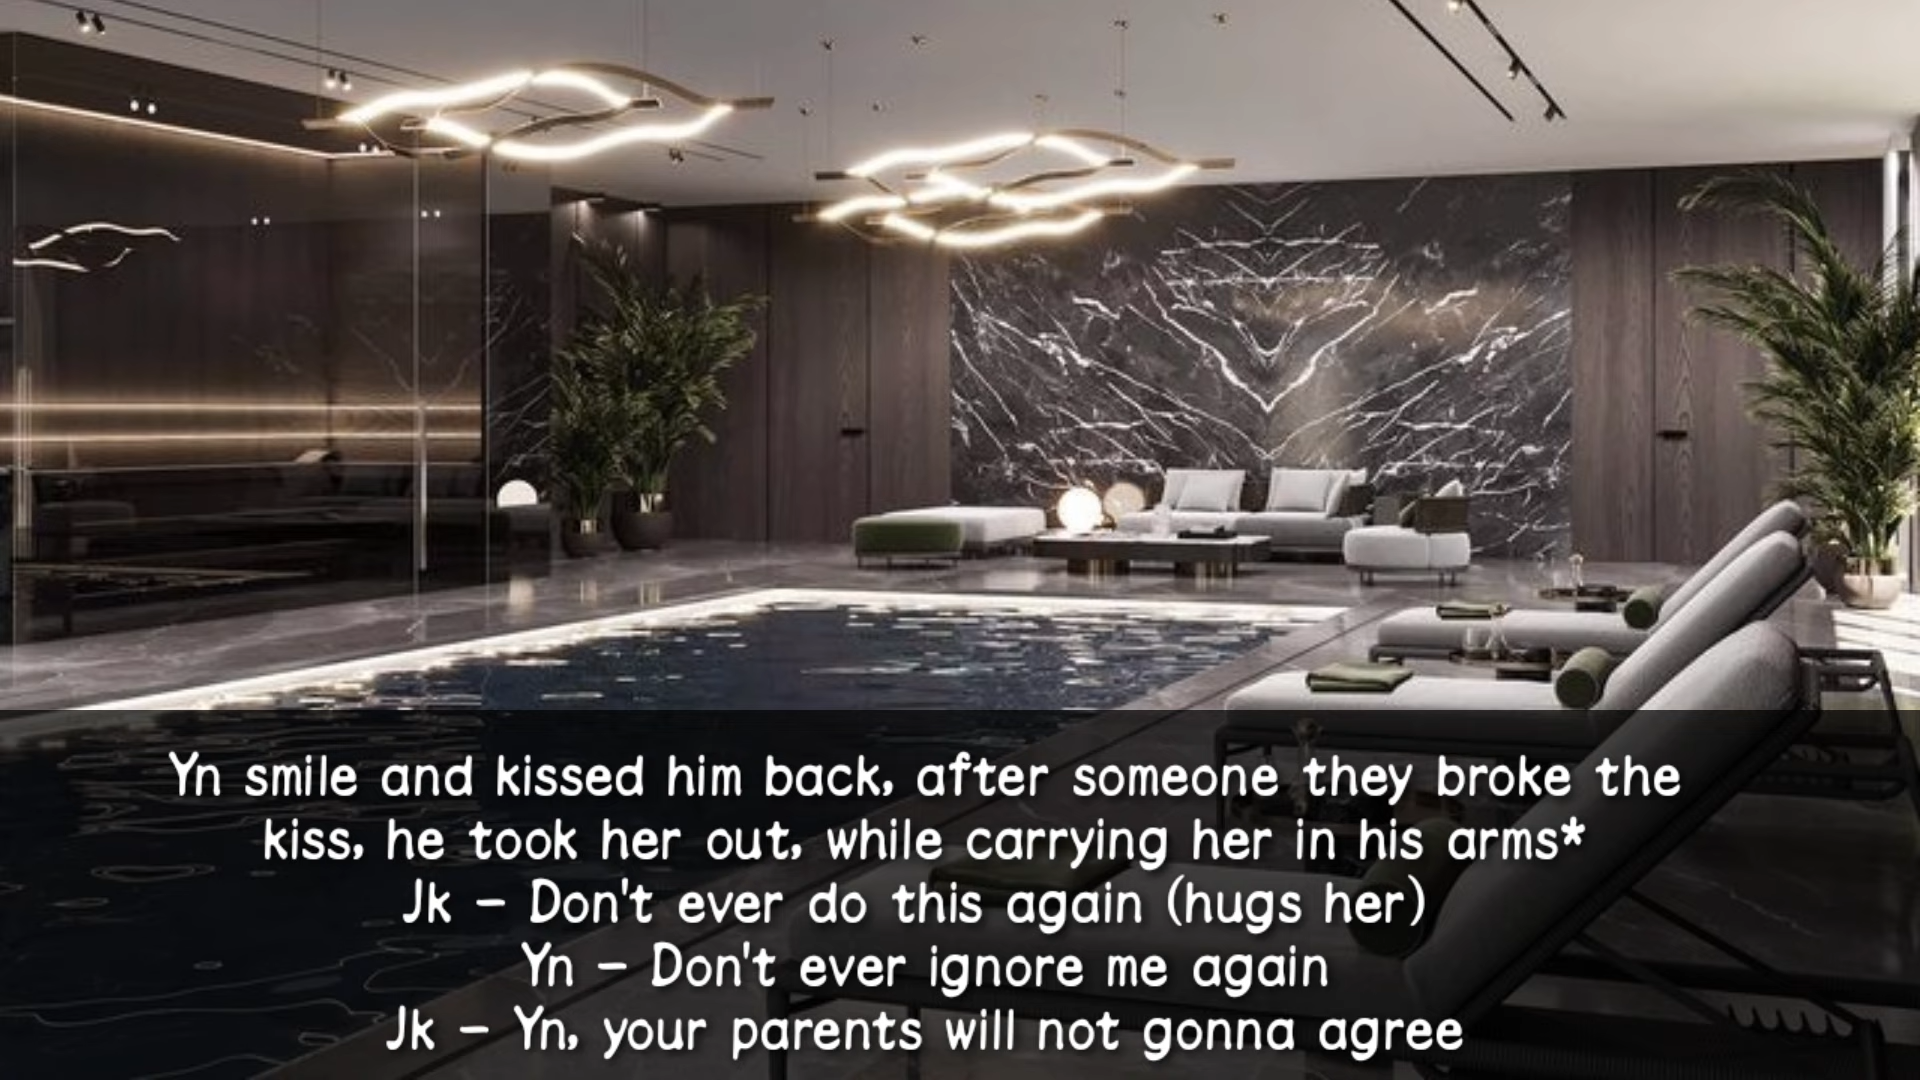 Yn smile and kissed him back, after someone they broke the
kiss, he took her out, while carrying her in his arms*
Jk - Don't ever do this again (hugs her)
Yn - Don't ever ignore me again
Jk - Yn, your parents will not gonna agree